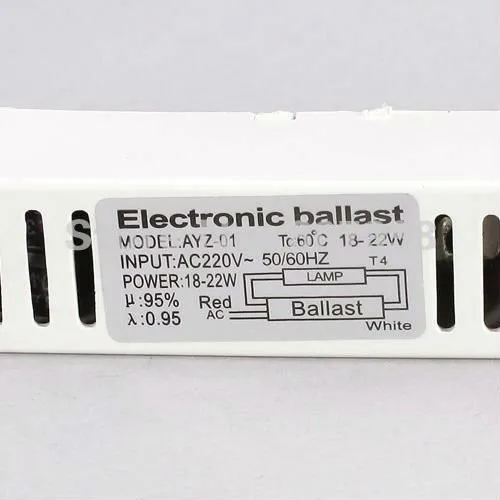 Electronic ballast
MODEL:AYZ-01 Tc60°C 18-22W
INPUT:AC220V~ 50/60HZ T4
POWER:18-22W LAMP
μ:95% Red Ballast
λ:0.95 AC White